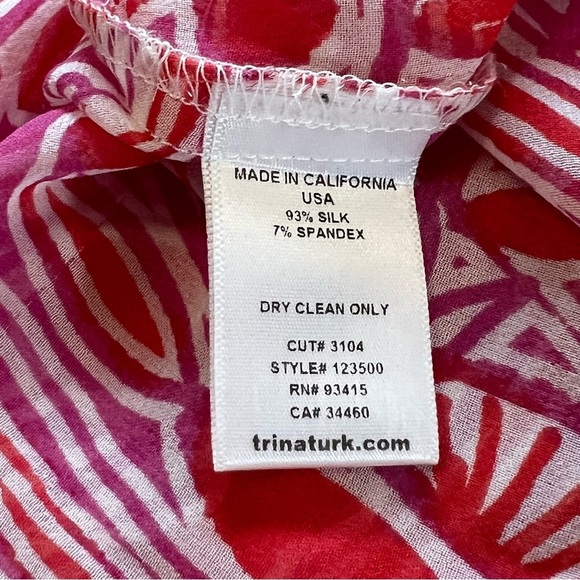 MADE IN CALIFORNIA
USA
93% SILK
7% SPANDEX
DRY CLEAN ONLY
CUT# 3104
STYLE# 123500
RN# 93415
CA# 34460
trinaturk.com